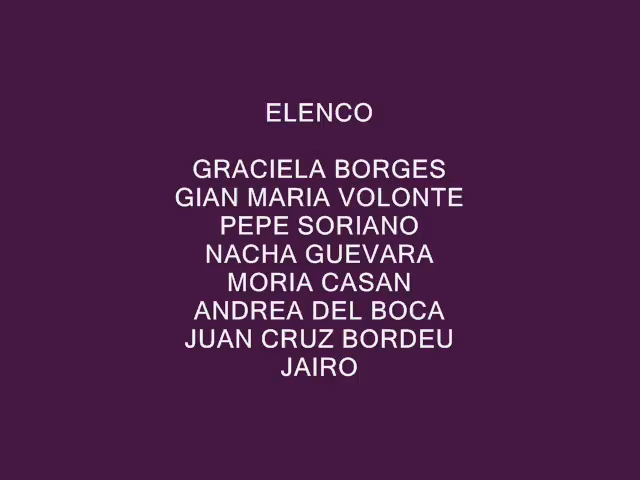 ELENCO
GRACIELA BORGES
GIAN MARIA VOLONTE
PEPE SORIANO
NACHA GUEVARA
MORIA CASAN
ANDREA DEL BOCA
JUAN CRUZ BORDEU
JAIRO